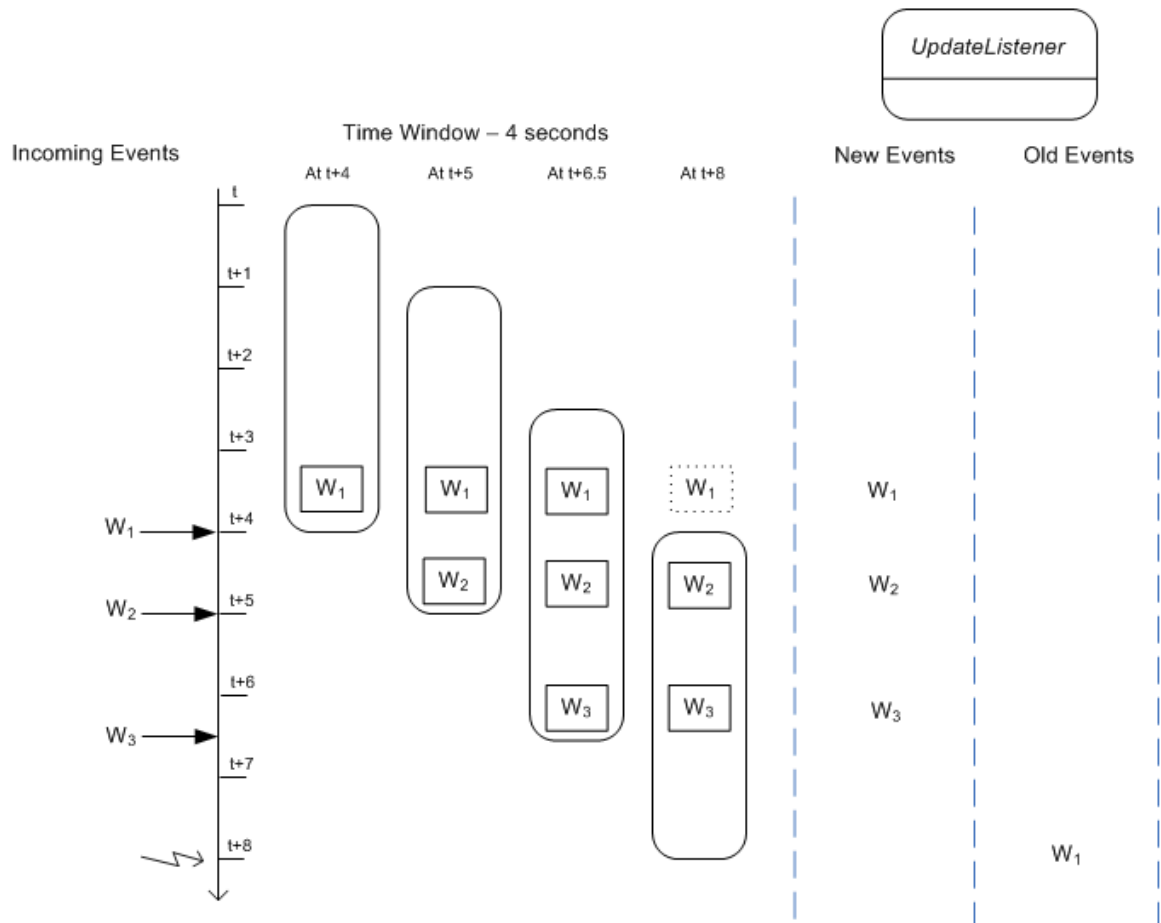 UpdateListener
Time Window – 4 seconds
Incoming Events
New Events
Old Events
At t+4
At t+5
At t+6.5
At t+8
t
t+1
t+2
t+3
W₁
W₁
W₁
W₁
W₁
t+4
W₁
W₂
W₂
W₂
W₂
t+5
W₂
t+6
W₃
W₃
W₃
W₃
t+7
t+8
W₁